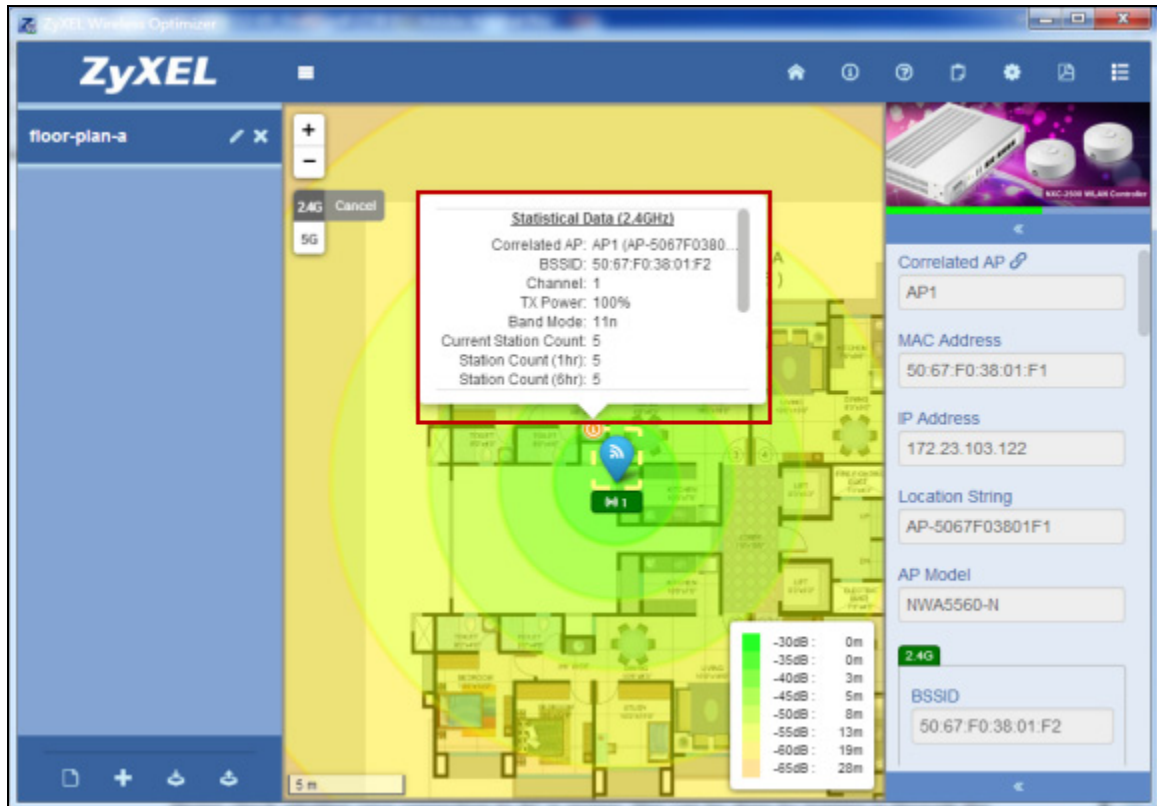 ZyXEL Wireless Optimizer
ZyXEL
floor-plan-a
+
−
2.4G Cancel
5G
Statistical Data (2.4GHz)
Correlated AP: AP1 (AP-5067F0380...
BSSID: 50:67:F0:38:01:F2
Channel: 1
TX Power: 100%
Band Mode: 11n
Current Station Count: 5
Station Count (1hr): 5
Station Count (6hr): 5
1
-30dB : 0m
-35dB : 0m
-40dB : 3m
-45dB : 5m
-50dB : 8m
-55dB : 13m
-60dB : 19m
-65dB : 28m
5 m
NXC-2500 WLAN Controller
Correlated AP
AP1
MAC Address
50:67:F0:38:01:F1
IP Address
172.23.103.122
Location String
AP-5067F03801F1
AP Model
NWA5560-N
2.4G
BSSID
50:67:F0:38:01:F2